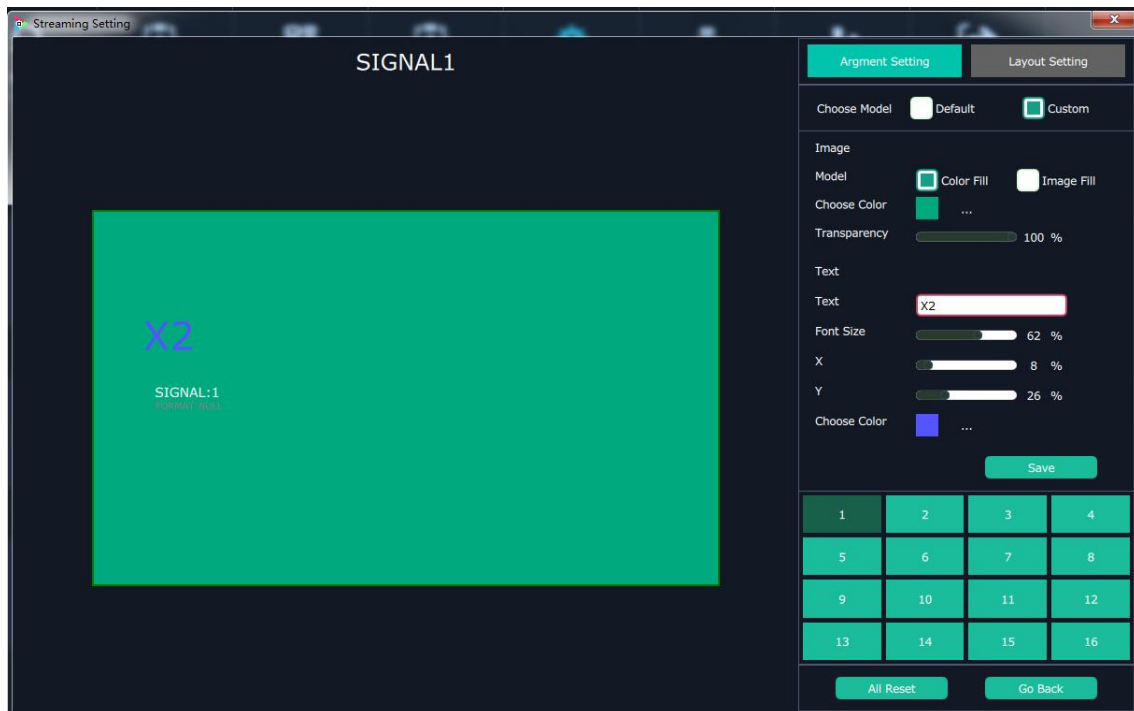 Streaming Setting
SIGNAL1
X2
SIGNAL:1
FORMAT NULL
Argment Setting
Layout Setting
Choose Model
Default
Custom
Image
Model
Color Fill
Image Fill
Choose Color
...
Transparency
100 %
Text
Text
X2
Font Size
62 %
X
8 %
Y
26 %
Choose Color
...
Save
1 2 3 4
5 6 7 8
9 10 11 12
13 14 15 16
All Reset
Go Back